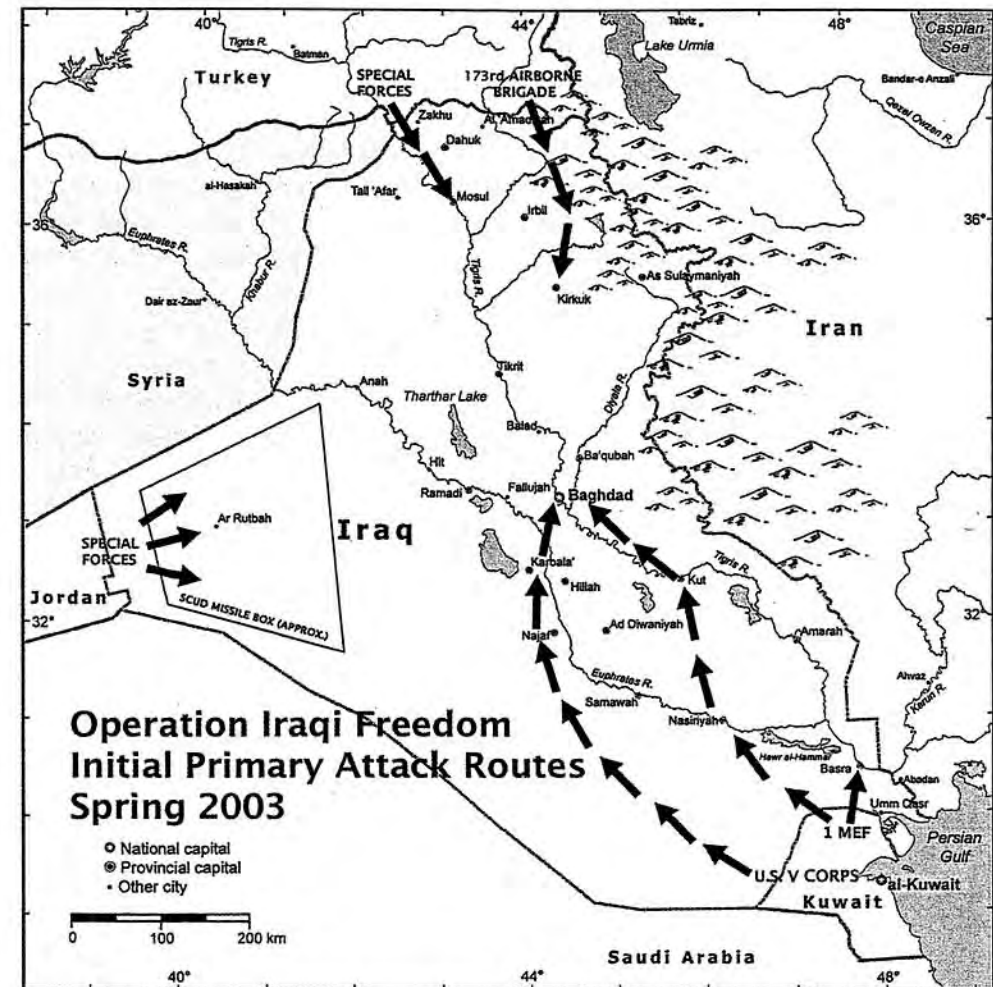 40°
44°
48°
Tabriz
Caspian
Sea
Lake Urmia
Tigris R.
Batman
Turkey
SPECIAL
FORCES
173rd AIRBORNE
BRIGADE
Bandar-e Anzali
Qezel Owzan R.
Zakhu
Dahuk
al-Hasakah
Tall 'Afar
Mosul
Irbil
36°
36°
Euphrates R.
Khabur R.
Tigris R.
As Sulaymaniyah
Kirkuk
Dair az-Zaur
Iran
Syria
Tikrit
Anah
Diyala R.
Tharthar Lake
Balad
Ba'qubah
Hit
Ramadi
Fallujah
Baghdad
Ar Rutbah
Iraq
SPECIAL
FORCES
Karbala'
Tigris R.
Kut
Hillah
Jordan
SCUD MISSILE BOX (APPROX.)
32°
32°
Najaf
Ad Diwaniyah
Amarah
Euphrates R.
Samawah
Ahvaz
Karun R.
Nasiriyah
Operation Iraqi Freedom
Initial Primary Attack Routes
Spring 2003
Hawr al-Hammar
Basra
Abadan
Umm Qasr
1 MEF
Persian
Gulf
National capital
Provincial capital
Other city
U.S. V CORPS
al-Kuwait
Kuwait
0 100 200 km
Saudi Arabia
40°
44°
48°